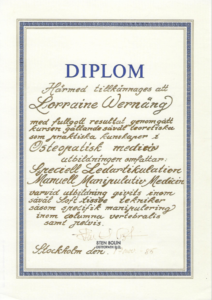 DIPLOM
Härmed tillkännages att
Lorraine Wernäng
med fullgott resultat genomgått
kursen gällande såväl teoretiska
som praktiska kunskaper i
Osteopatisk medicin
utbildningen omfattar
Speciell Ledartikulation
Manuell Manipulativ Medicin
varvid utbildning givits inom
såväl Soft tissue tekniker
såsom specifik manipulering
inom columna vertebralis
samt pelvis.
STEN
Stockholm den